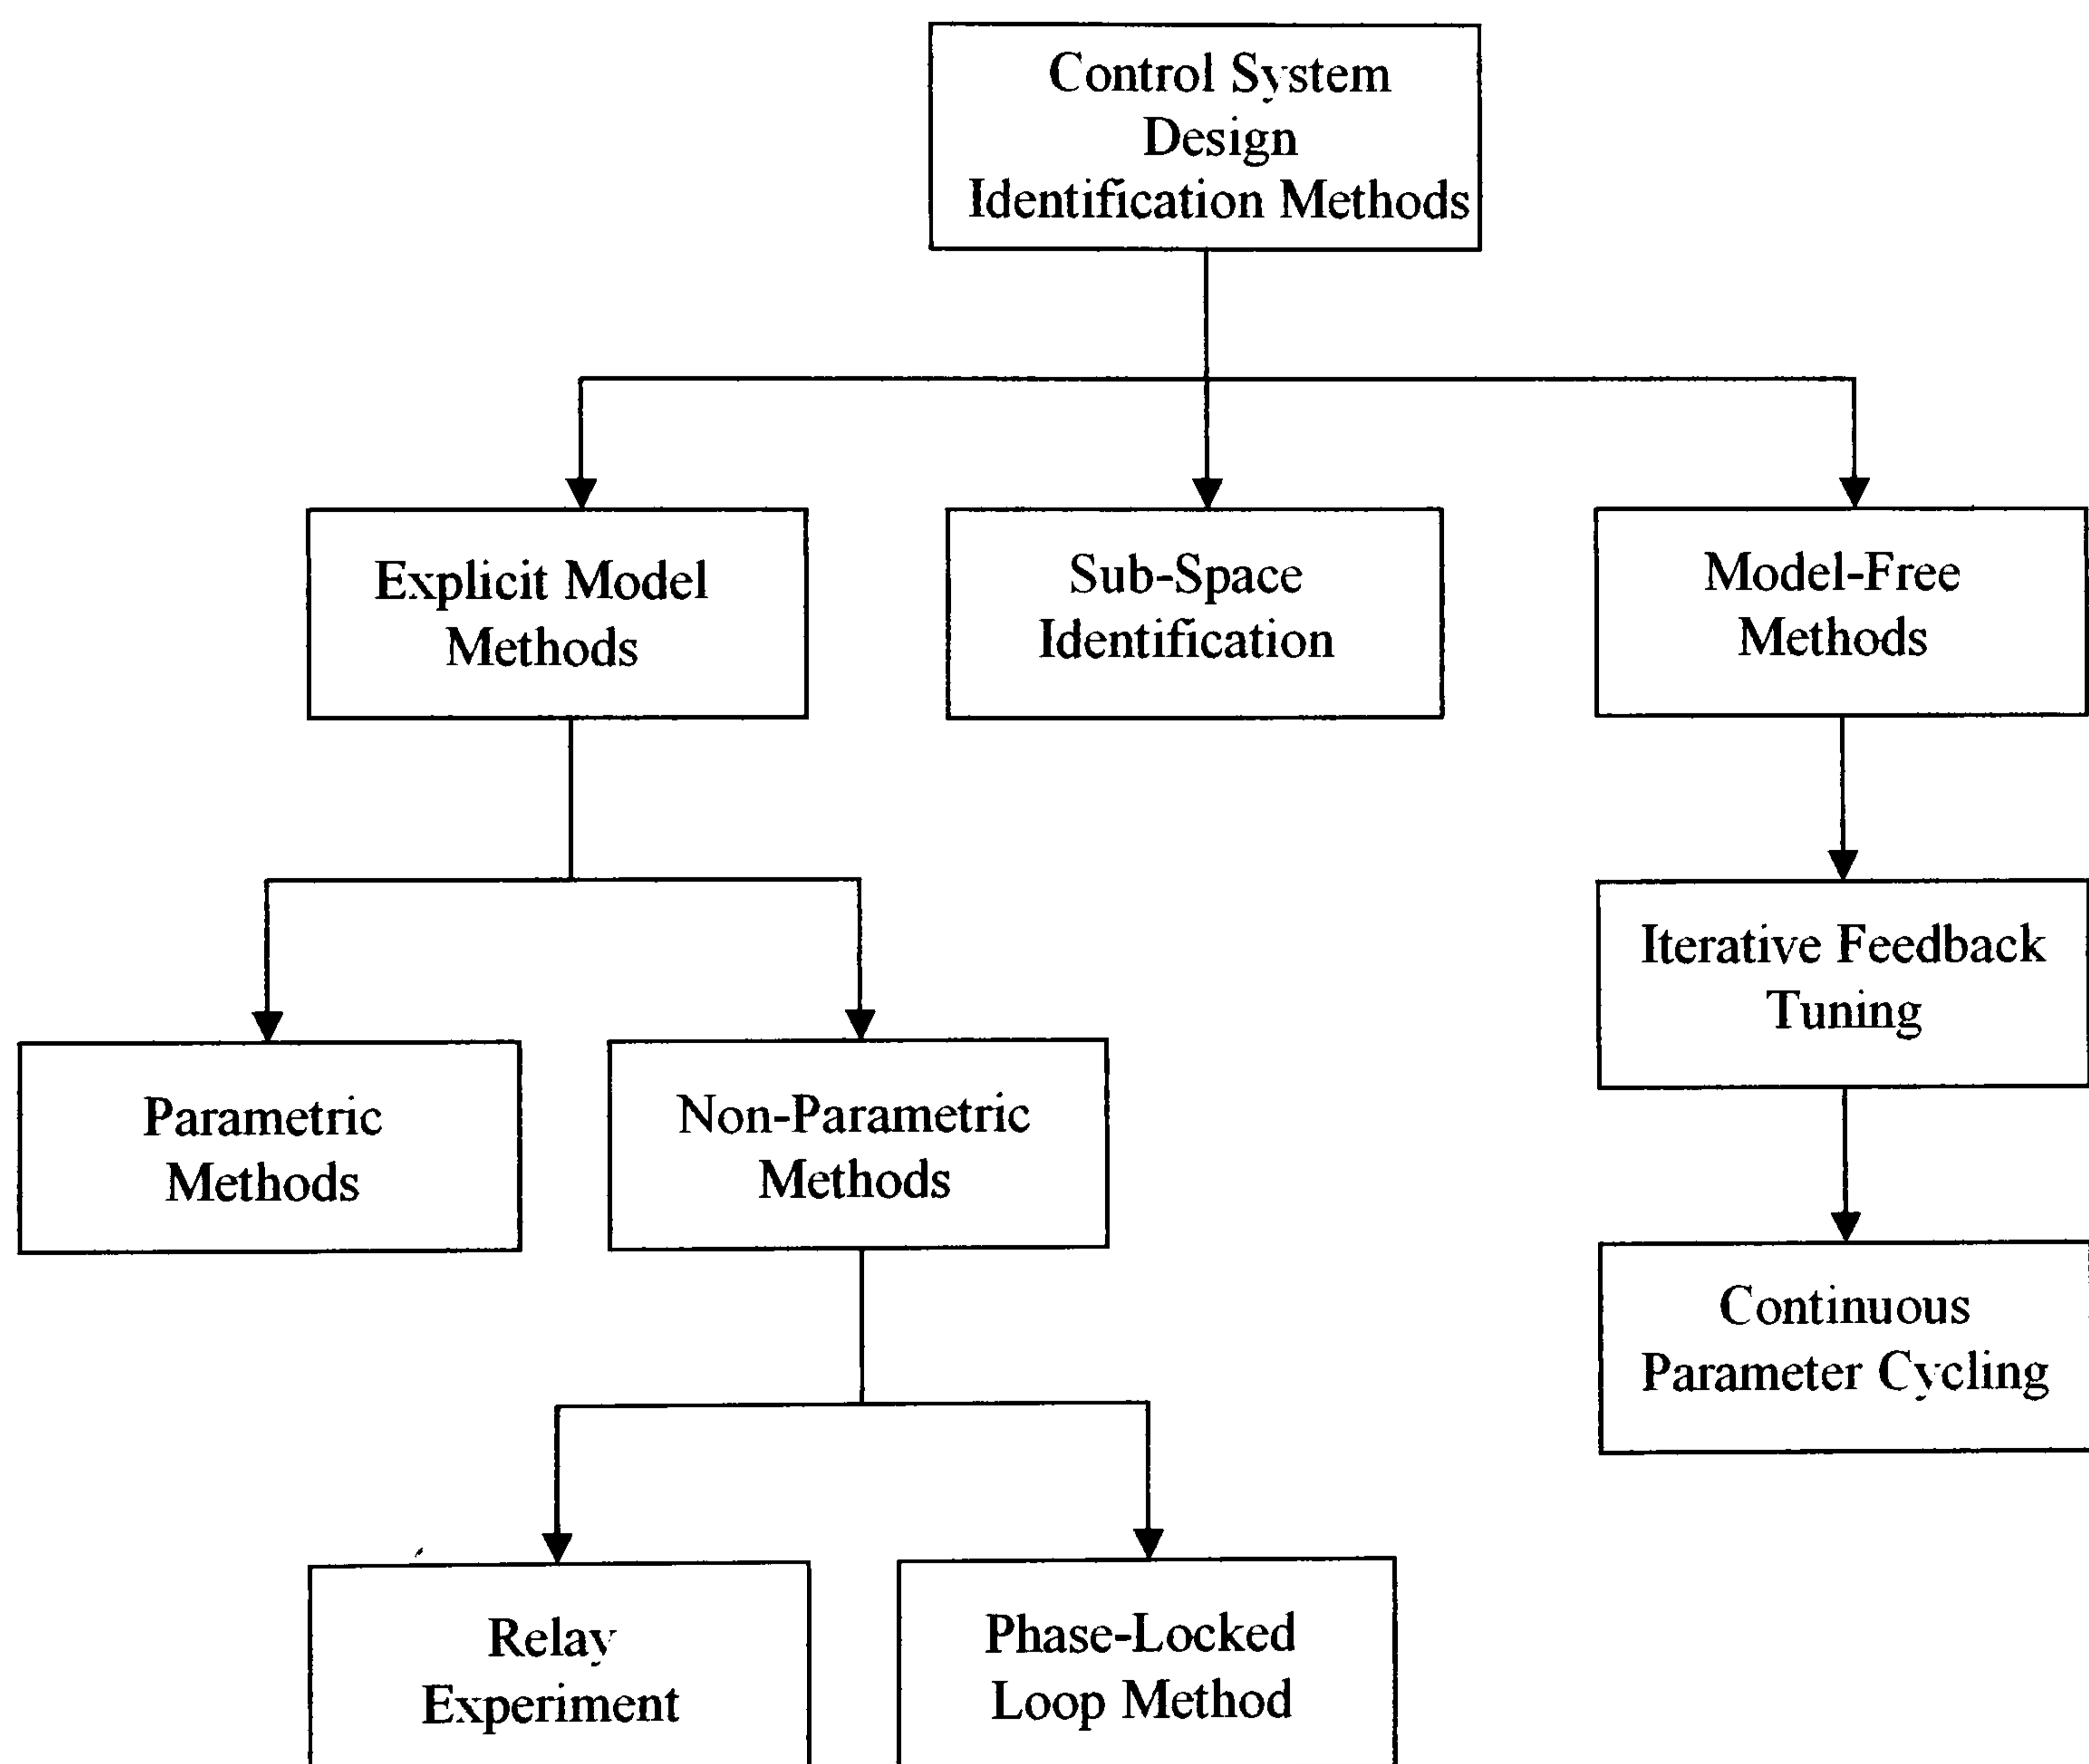 Control System
Design
Identification Methods
Explicit Model
Methods
Sub-Space
Identification
Model-Free
Methods
Iterative Feedback
Tuning
Parametric
Methods
Non-Parametric
Methods
Continuous
Parameter Cycling
Relay
Experiment
Phase-Locked
Loop Method